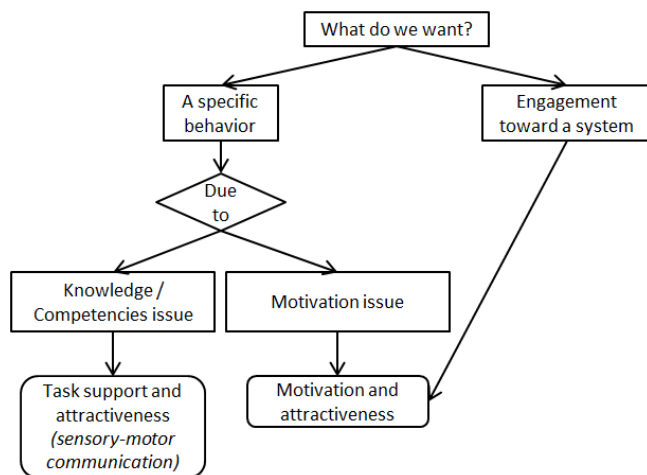 What do we want?
A specific
behavior
Engagement
toward a system
Due
to
Knowledge /
Competencies issue
Motivation issue
Task support and
attractiveness
(sensory-motor
communication)
Motivation and
attractiveness